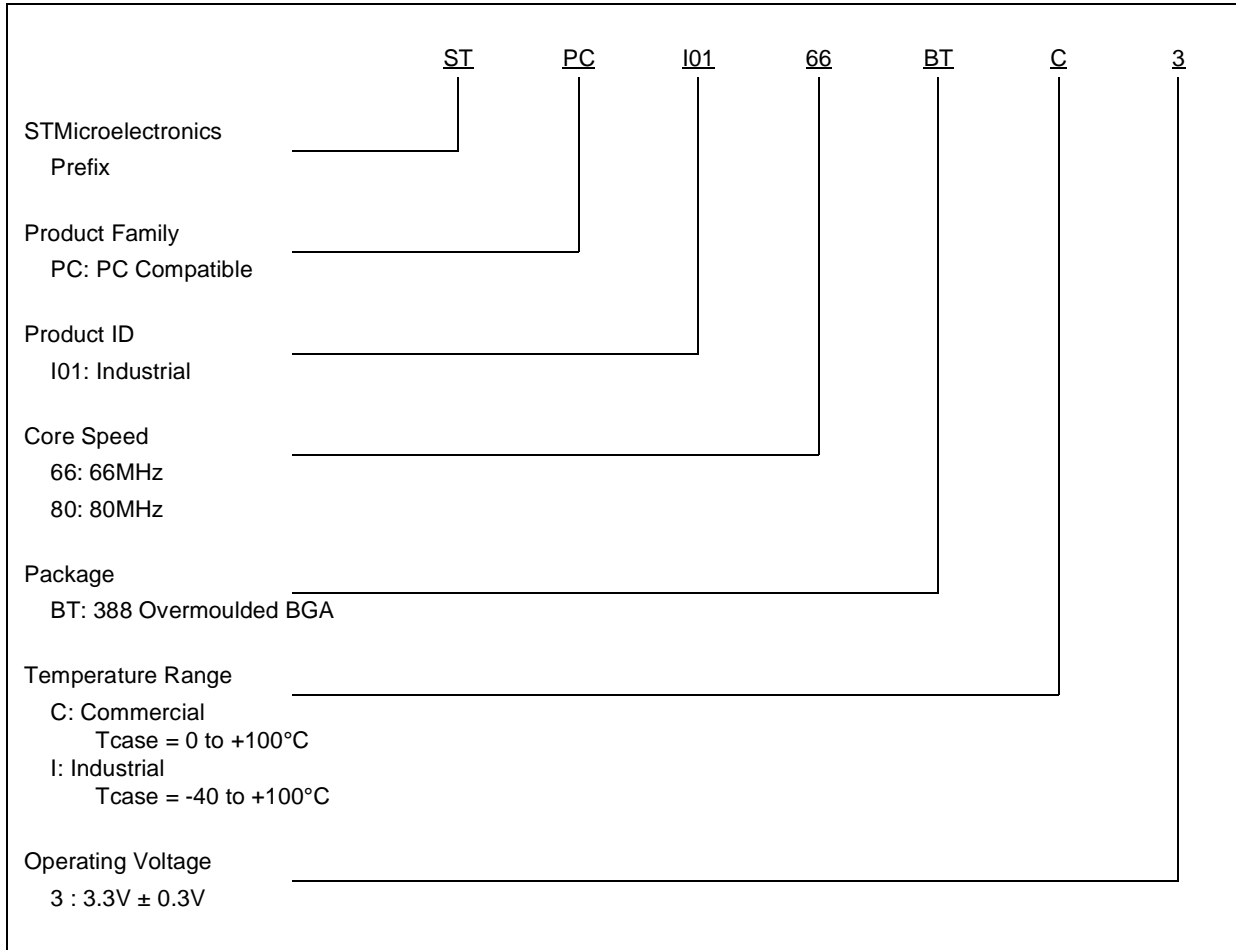 ST PC I01 66 BT C 3
STMicroelectronics
Prefix
Product Family
PC: PC Compatible
Product ID
I01: Industrial
Core Speed
66: 66MHz
80: 80MHz
Package
BT: 388 Overmoulded BGA
Temperature Range
C: Commercial
Tcase = 0 to +100°C
I: Industrial
Tcase = -40 to +100°C
Operating Voltage
3 : 3.3V ± 0.3V